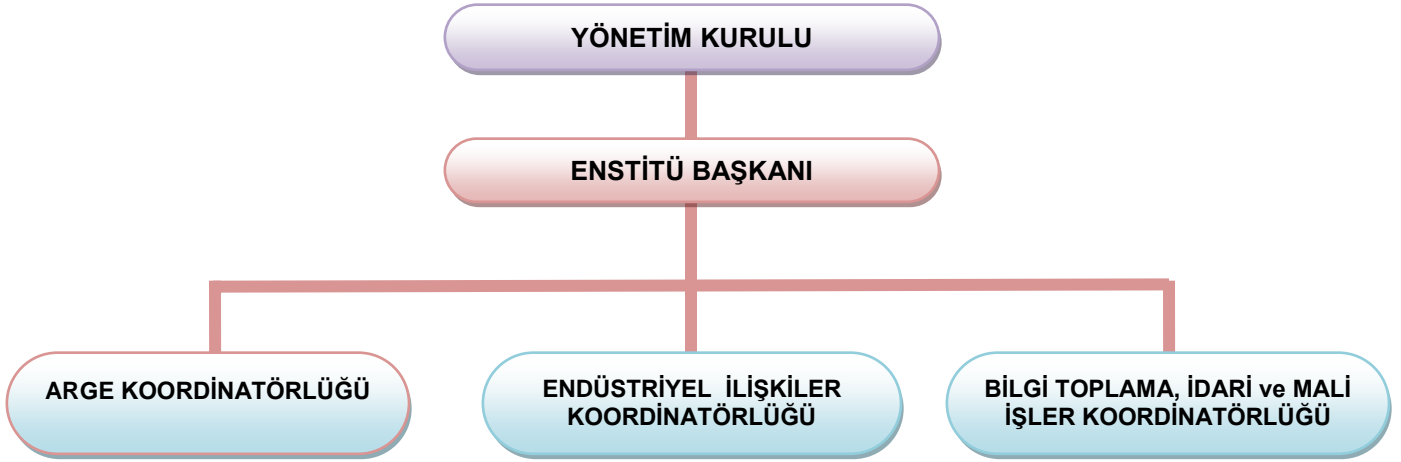 YÖNETİM KURULU
ENSTİTÜ BAŞKANI
ARGE KOORDİNATÖRLÜĞÜ
ENDÜSTRİYEL İLİŞKİLER
KOORDİNATÖRLÜĞÜ
BİLGİ TOPLAMA, İDARİ ve MALİ
İŞLER KOORDİNATÖRLÜĞÜ